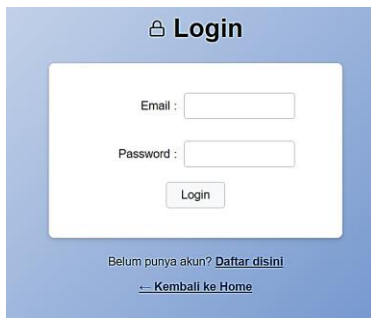 Login
Email :
Password :
Login
Belum punya akun? Daftar disini
← Kembali ke Home